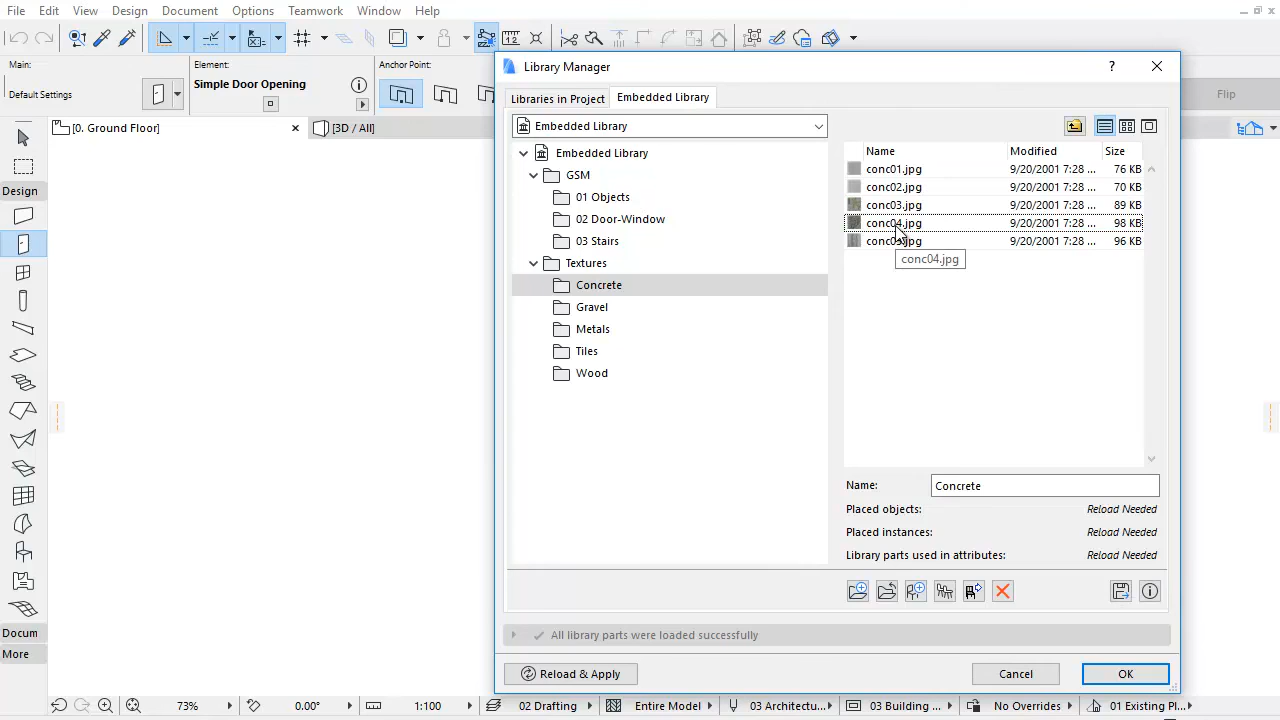 File Edit View Design Document Options Teamwork Window Help
Main:
Default Settings
Element:
Simple Door Opening
Anchor Point:
Flip
[0. Ground Floor]
[3D / All]
Design
Docum
More
Library Manager
?
Libraries in Project
Embedded Library
Embedded Library
Embedded Library
GSM
01 Objects
02 Door-Window
03 Stairs
Textures
Concrete
Gravel
Metals
Tiles
Wood
Name Modified Size
conc01.jpg 9/20/2001 7:28 ... 76 KB
conc02.jpg 9/20/2001 7:28 ... 70 KB
conc03.jpg 9/20/2001 7:28 ... 89 KB
conc04.jpg 9/20/2001 7:28 ... 98 KB
9/20/2001 7:28 ... 96 KB
conc04.jpg
Name: Concrete
Placed objects: Reload Needed
Placed instances: Reload Needed
Library parts used in attributes: Reload Needed
All library parts were loaded successfully
Reload & Apply
Cancel
OK
73% 0.00° 1:100 02 Drafting Entire Model 03 Architectu... 03 Building ... No Overrides 01 Existing Pl...